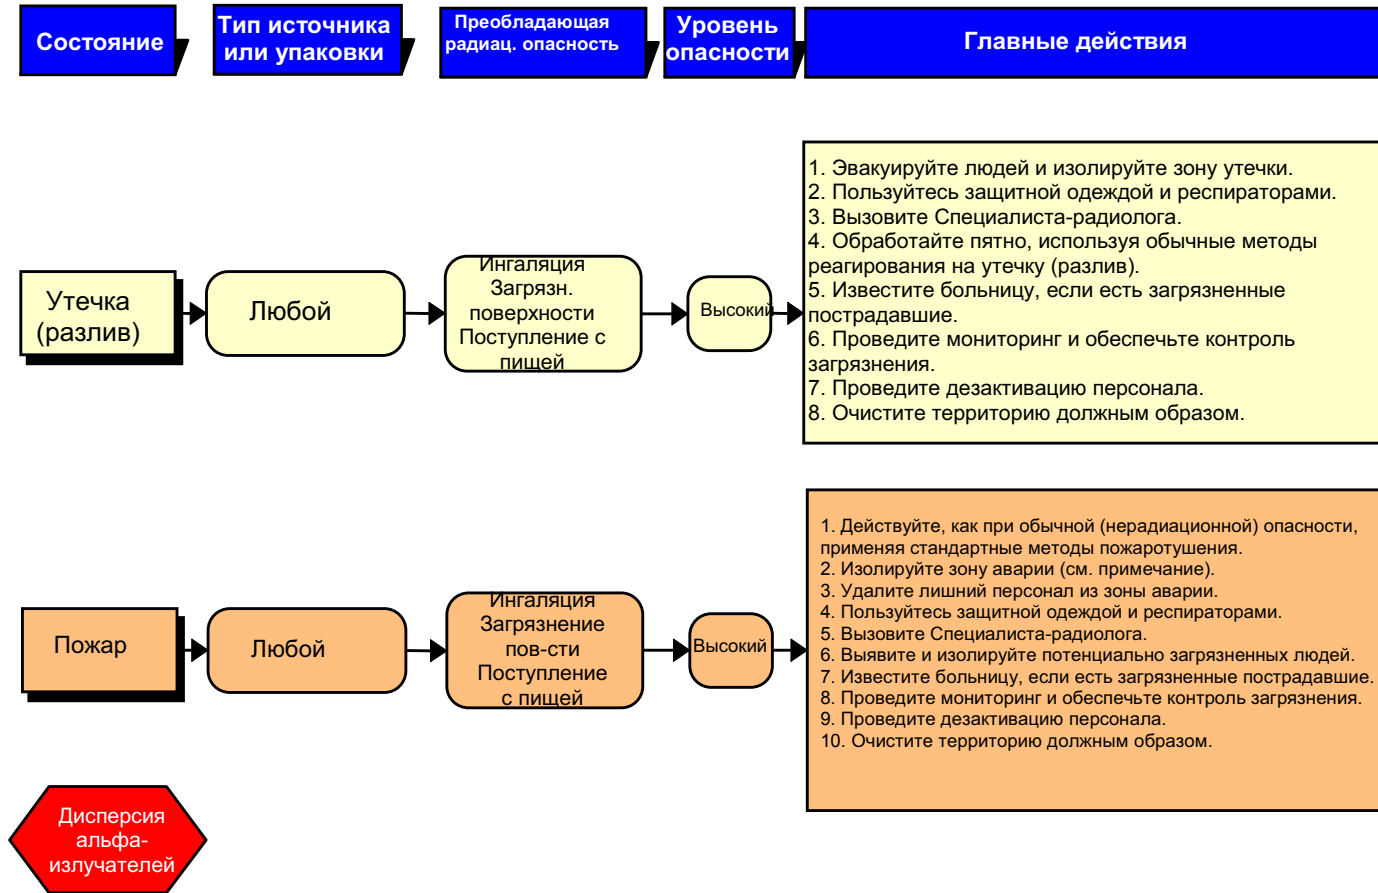 Состояние
Тип источника
или упаковки
Преобладающая
радиац. опасность
Уровень
опасности
Главные действия
Утечка
(разлив)
Любой
Ингаляция
Загрязн.
поверхности
Поступление с
пищей
Высокий
1. Эвакуируйте людей и изолируйте зону утечки.
2. Пользуйтесь защитной одеждой и респираторами.
3. Вызовите Специалиста-радиолога.
4. Обработайте пятно, используя обычные методы
реагирования на утечку (разлив).
5. Известите больницу, если есть загрязненные
пострадавшие.
6. Проведите мониторинг и обеспечьте контроль
загрязнения.
7. Проведите дезактивацию персонала.
8. Очистите территорию должным образом.
Пожар
Любой
Ингаляция
Загрязнение
пов-сти
Поступление
с пищей
Высокий
1. Действуйте, как при обычной (нерадиационной) опасности,
применяя стандартные методы пожаротушения.
2. Изолируйте зону аварии (см. примечание).
3. Удалите лишний персонал из зоны аварии.
4. Пользуйтесь защитной одеждой и респираторами.
5. Вызовите Специалиста-радиолога.
6. Выявите и изолируйте потенциально загрязненных людей.
7. Известите больницу, если есть загрязненные пострадавшие.
8. Проведите мониторинг и обеспечьте контроль загрязнения.
9. Проведите дезактивацию персонала.
10. Очистите территорию должным образом.
Дисперсия
альфа-
излучателей